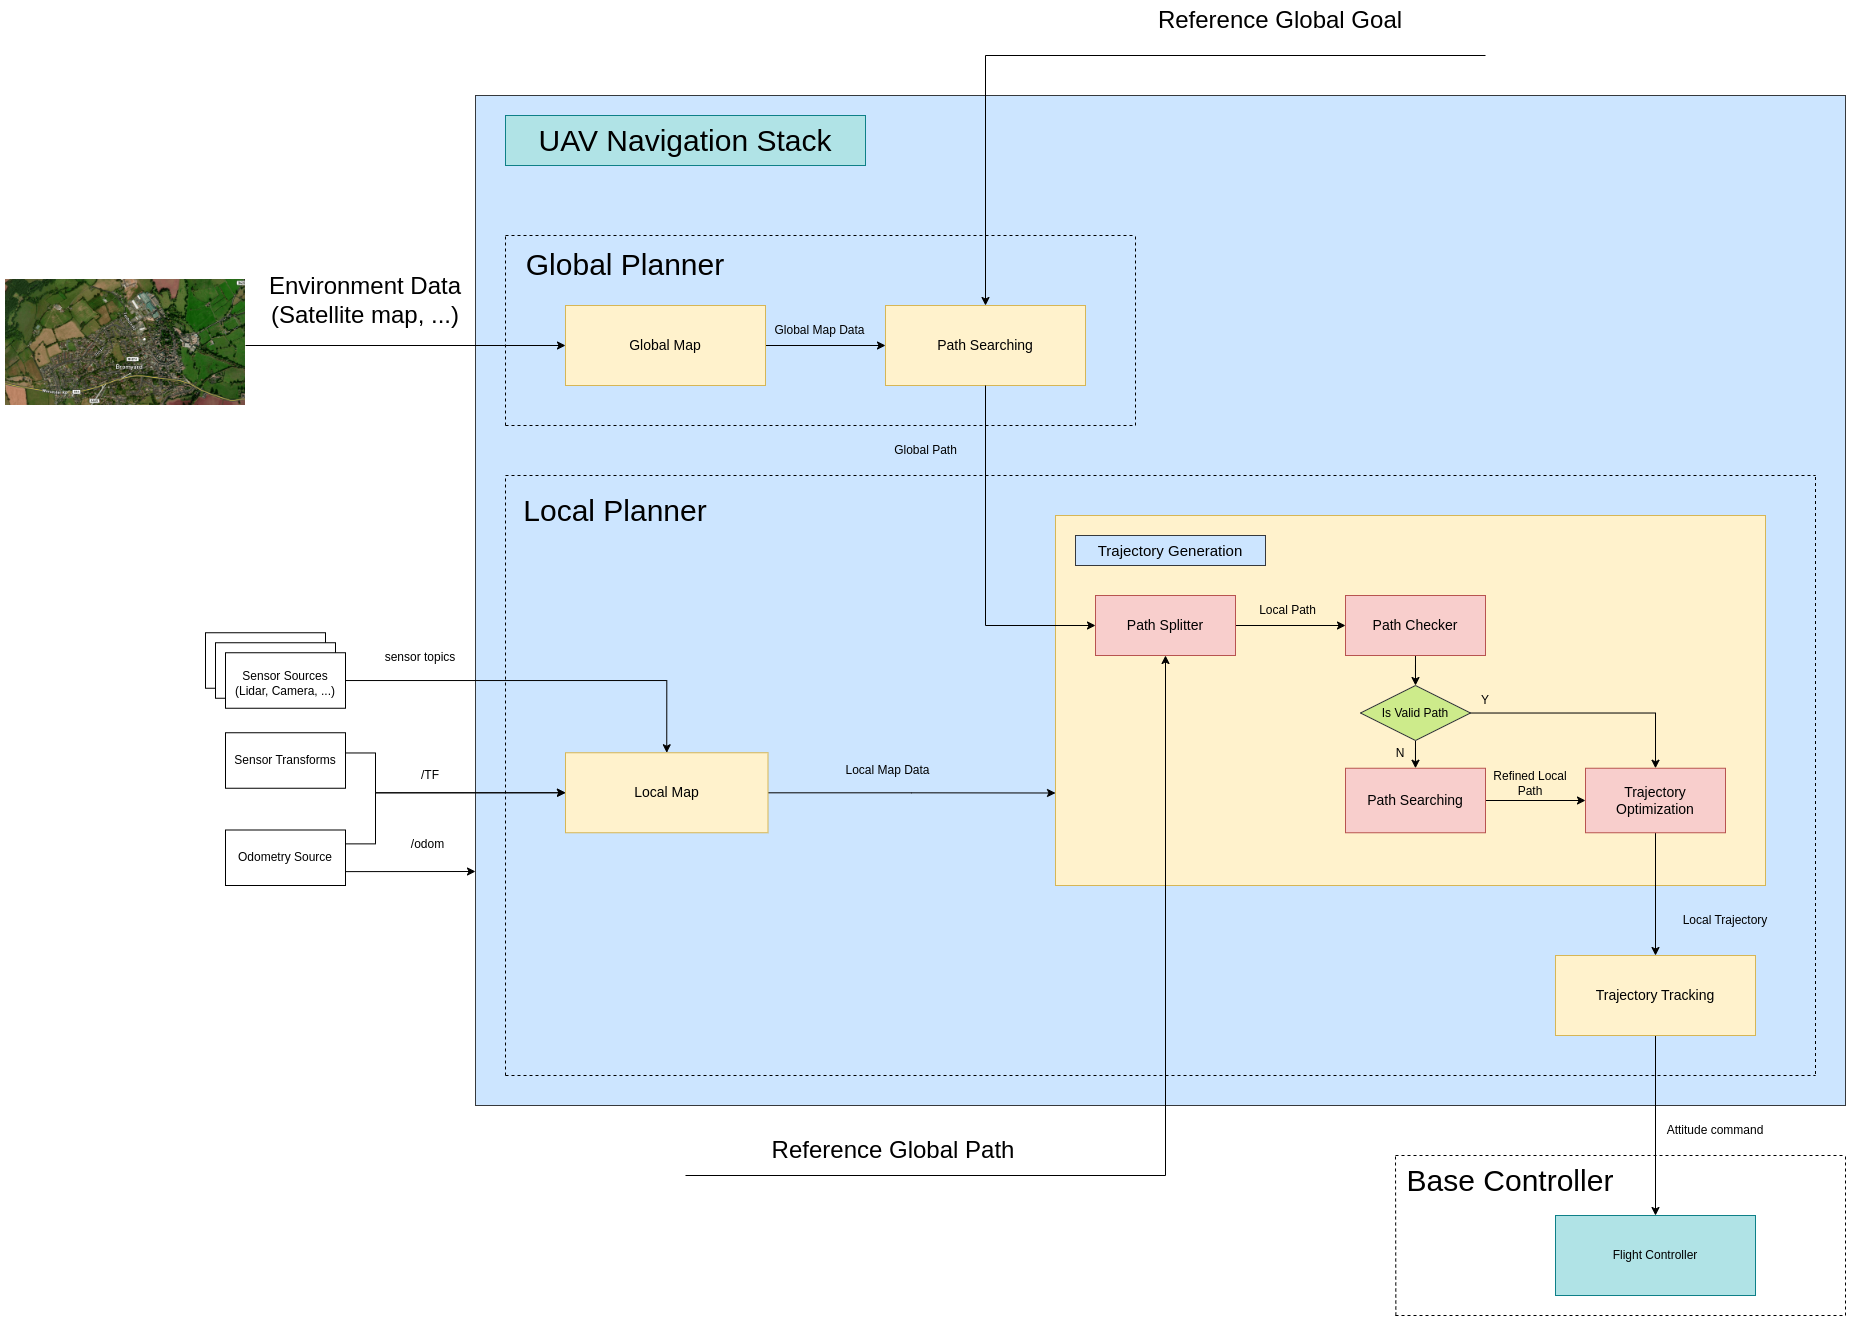 Reference Global Goal
UAV Navigation Stack
Global Planner
Environment Data
(Satellite map, ...)
Global Map
Global Map Data
Path Searching
Bromyard
Global Path
Local Planner
Trajectory Generation
Path Splitter
Local Path
Path Checker
sensor topics
Sensor Sources
(Lidar, Camera, ...)
Is Valid Path
Y
N
Sensor Transforms
/TF
Local Map
Local Map Data
Path Searching
Refined Local
Path
Trajectory
Optimization
Odometry Source
/odom
Local Trajectory
Trajectory Tracking
Reference Global Path
Attitude command
Base Controller
Flight Controller